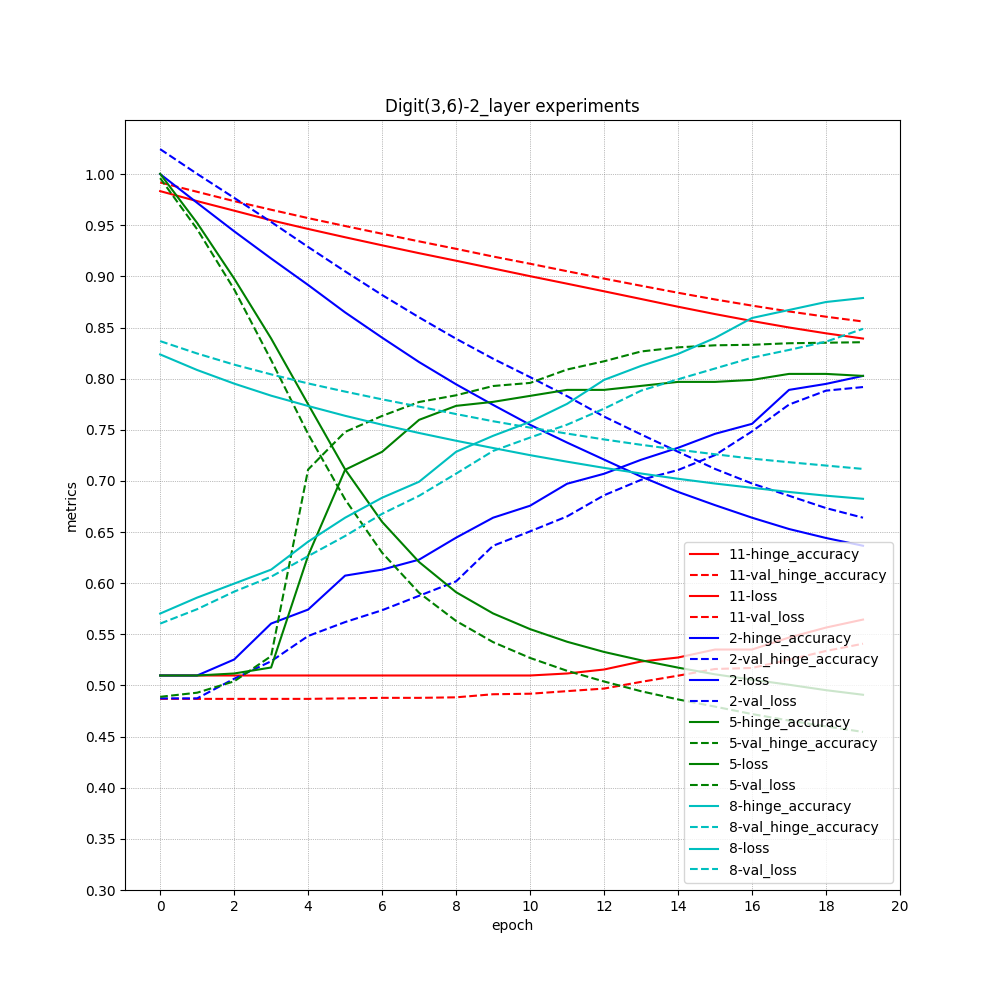 Digit(3,6)-2_layer experiments
metrics
1.00
0.95
0.90
0.85
0.80
0.75
0.70
0.65
0.60
0.55
0.50
0.45
0.40
0.35
0.30
11-hinge_accuracy
11-val_hinge_accuracy
11-loss
11-val_loss
2-hinge_accuracy
2-val_hinge_accuracy
2-loss
2-val_loss
5-hinge_accuracy
5-val_hinge_accuracy
5-loss
5-val_loss
8-hinge_accuracy
8-val_hinge_accuracy
8-loss
8-val_loss
0 2 4 6 8 10 12 14 16 18 20
epoch